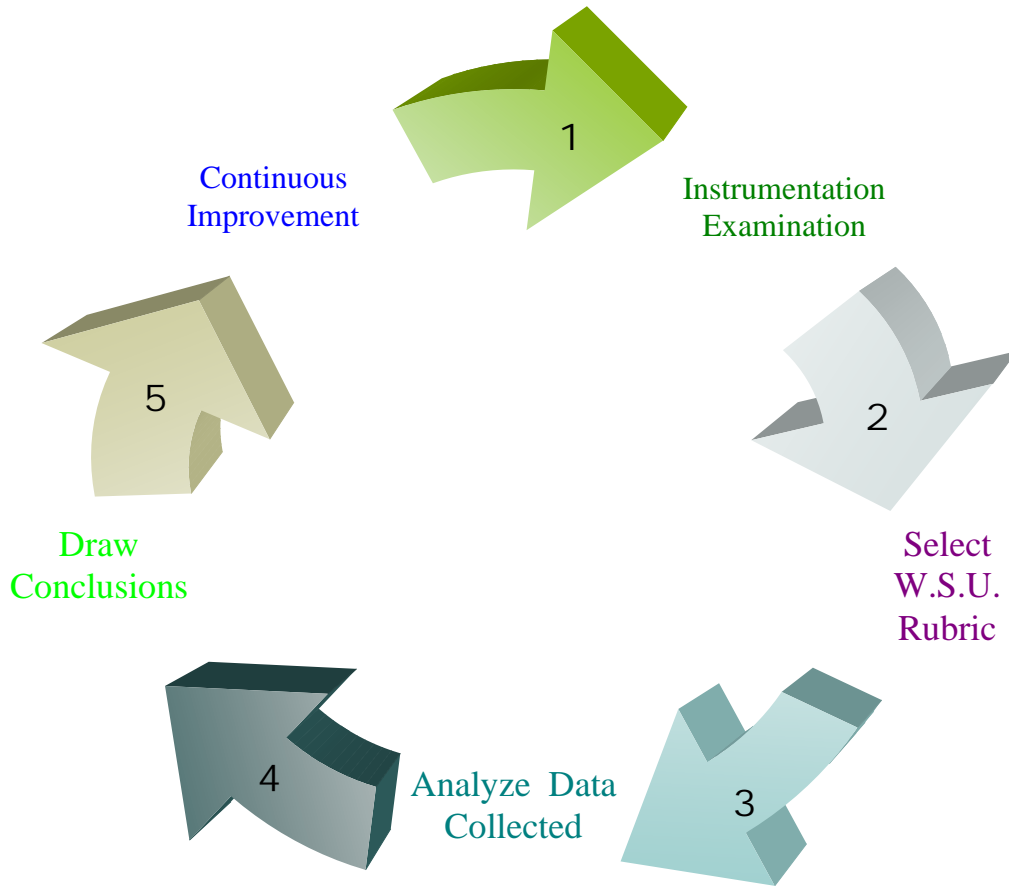 1
Continuous
Improvement
Instrumentation
Examination
5
2
Draw
Conclusions
Select
W.S.U.
Rubric
4
Analyze Data
Collected
3